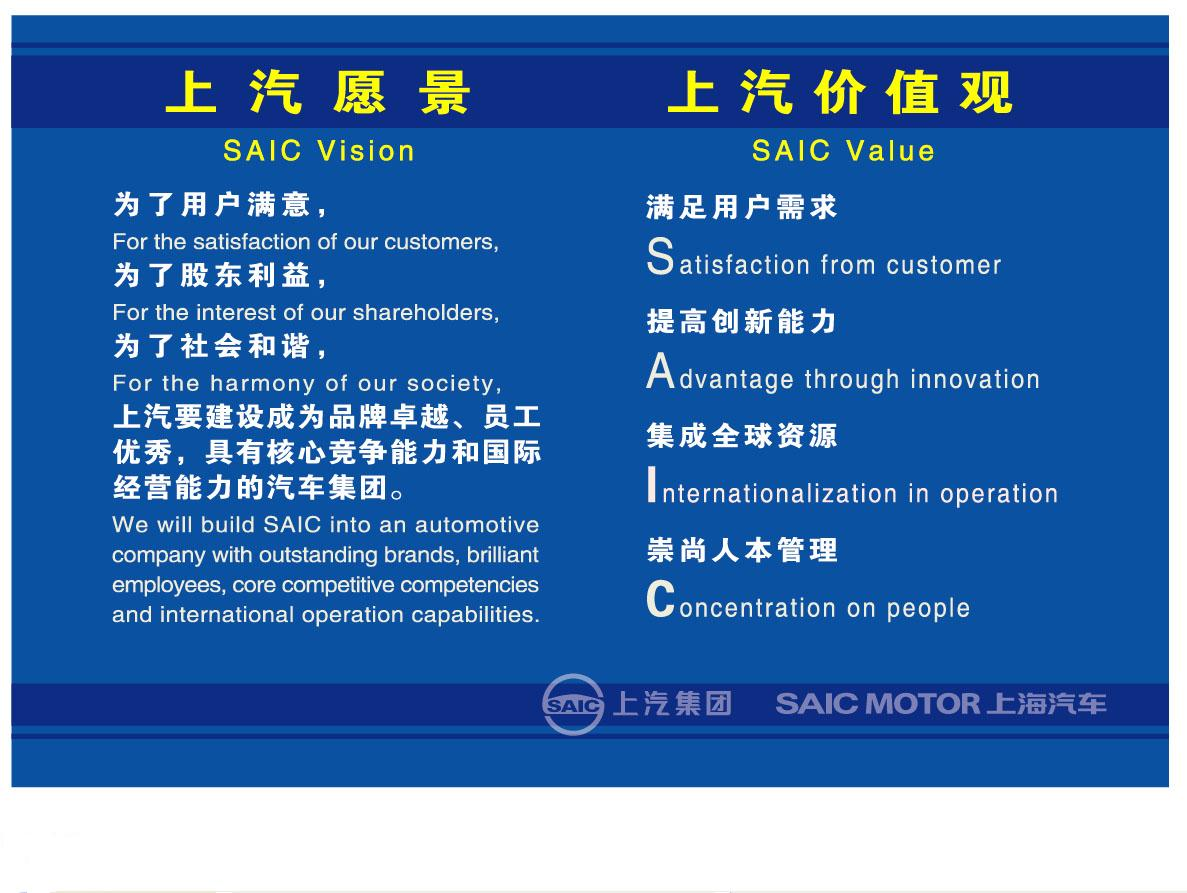 上汽愿景
SAIC Vision
为了用户满意，
For the satisfaction of our customers,
为了股东利益，
For the interest of our shareholders,
为了社会和谐，
For the harmony of our society,
上汽要建设成为品牌卓越、员工
优秀，具有核心竞争能力和国际
经营能力的汽车集团。
We will build SAIC into an automotive
company with outstanding brands, brilliant
employees, core competitive competencies
and international operation capabilities.
上汽价值观
SAIC Value
满足用户需求
Satisfaction from customer
提高创新能力
Advantage through innovation
集成全球资源
Internationalization in operation
崇尚人本管理
Concentration on people
SAIC 上汽集团 SAIC MOTOR 上海汽车